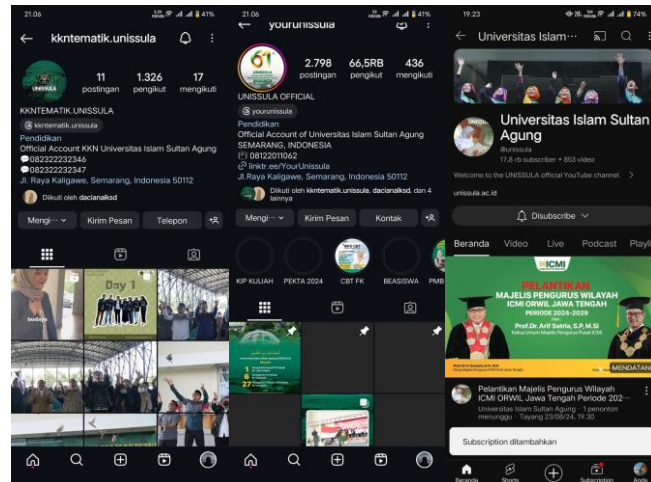 21.06
41%
kkntematik.unissula
11
1.326
17
postingan
pengikut
mengikuti
KKNTEMATIK.UNISSULA
kkntematik.unissula
Pendidikan
Official Account KKN Universitas Islam Sultan Agung
082322232346
082322232347
Jl. Raya Kaligawe, Semarang, Indonesia 50112
Diikuti oleh dacianalksd
Mengi···
Kirim Pesan
Telepon
budaya
Day 1
21.06
41%
yourunissula
2.798
66,5RB
436
postingan
pengikut
mengikuti
UNISSULA OFFICIAL
yourunissula
Pendidikan
Official Account of Universitas Islam Sultan Agung
SEMARANG, INDONESIA
08122011062
linktr.ee/YourUnissula
Jl.Raya Kaligawe, Semarang, Indonesia 50112
Diikuti oleh kkntematik.unissula, dacianalksd, dan 4
lainnya
Mengi···
Kirim Pesan
Kontak
KIP KULIAH
PEKTA 2024
CBT FK
BEASISWA
PMB
1
6
27
19.23
74%
Universitas Islam···
Universitas Islam Sultan
Agung
@unissula
17,8 rb subscriber • 853 video
Welcome to the UNISSULA official YouTube channel.
unissula.ac.id
Disubscribe
Beranda
Video
Live
Podcast
Playli
ICMI
PELANTIKAN
MAJELIS PENGURUS WILAYAH
ICMI ORWIL JAWA TENGAH
PERIODE 2024-2029
Prof.Dr. Arif Satria, S.P, M.Si
Ketua Umum Majelis Pengurus Pusat ICMI
MENDATANG
Pelantikan Majelis Pengurus Wilayah
ICMI ORWIL JAWA TENGAH Periode 202···
Universitas Islam Sultan Agung · 1 penonton
menunggu · Tayang 23/08/24, 19.30
Subscription ditambahkan
Beranda
Shorts
Subscription
Anda